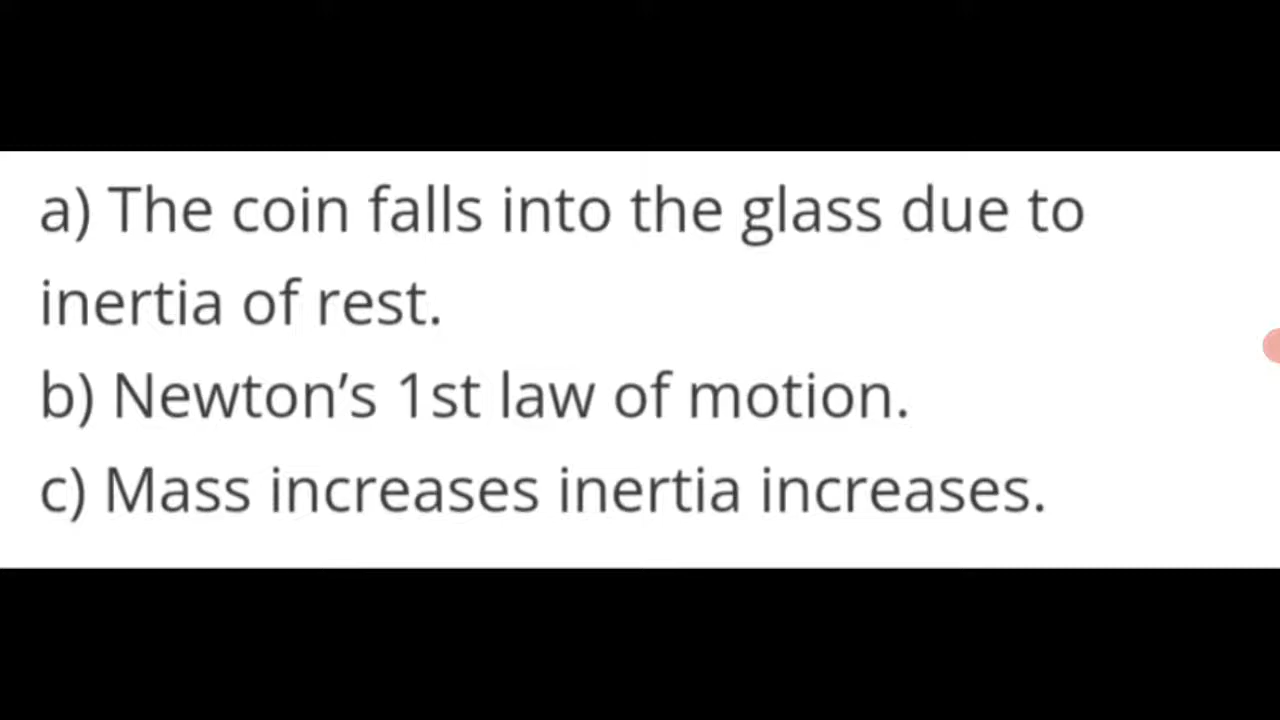 a) The coin falls into the glass due to
inertia of rest.
b) Newton’s 1st law of motion.
c) Mass increases inertia increases.